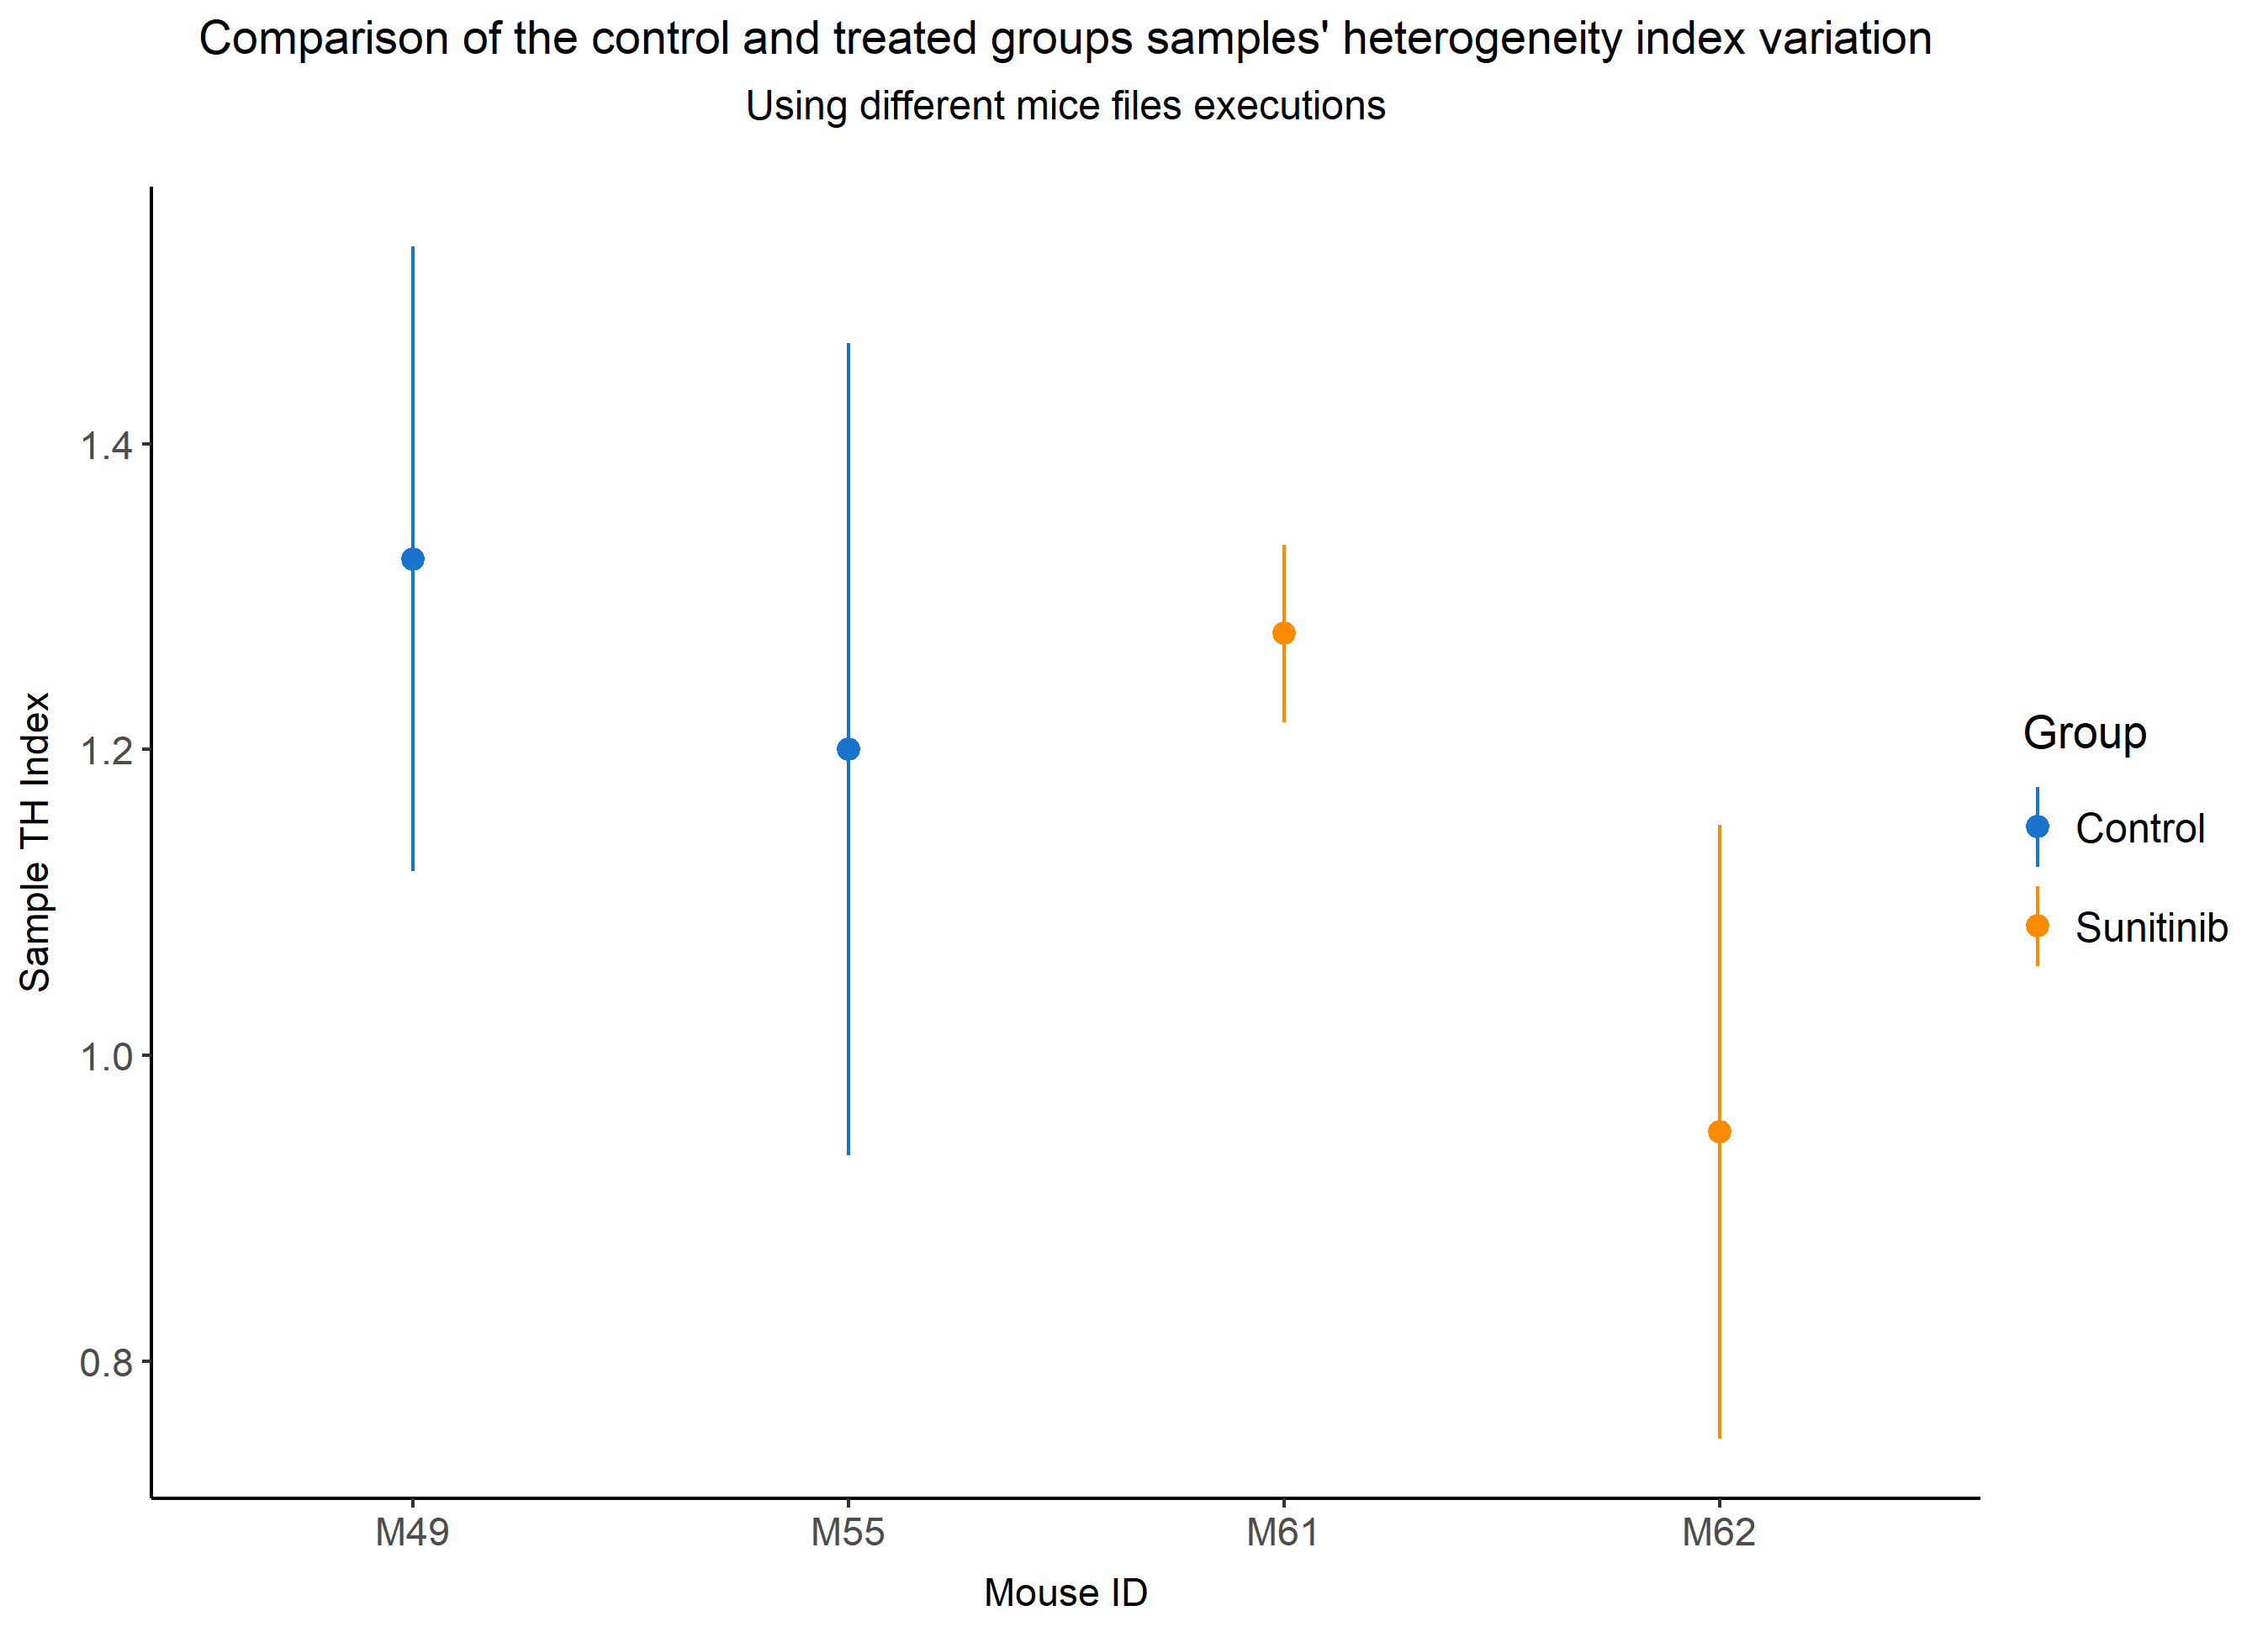 Comparison of the control and treated groups samples' heterogeneity index variation
Using different mice files executions
Sample TH Index
1.4
1.2
1.0
0.8
M49 M55 M61 M62
Mouse ID
Group
Control
Sunitinib